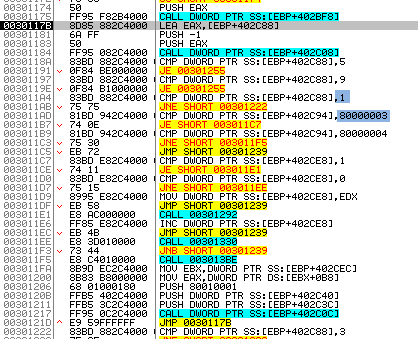 00301174 50 PUSH EAX
00301175 FF95 F82B4000 CALL DWORD PTR SS:[EBP+402BF8]
0030117B 8D85 882C4000 LEA EAX,[EBP+402C88]
00301181 6A FF PUSH -1
00301183 50 PUSH EAX
00301184 FF95 082C4000 CALL DWORD PTR SS:[EBP+402C08]
0030118A 83BD 882C4000 CMP DWORD PTR SS:[EBP+402C88],5
00301191 0F84 BE000000 JE 00301255
00301197 83BD 882C4000 CMP DWORD PTR SS:[EBP+402C88],9
0030119E 0F84 B1000000 JE 00301255
003011A4 83BD 882C4000 CMP DWORD PTR SS:[EBP+402C88],1
003011AB 75 75 JNE SHORT 00301222
003011AD 81BD 942C4000 CMP DWORD PTR SS:[EBP+402C94],80000003
003011B7 74 0E JE SHORT 003011C7
003011B9 81BD 942C4000 CMP DWORD PTR SS:[EBP+402C94],80000004
003011C3 75 30 JNE SHORT 003011F5
003011C5 EB 72 JMP SHORT 00301239
003011C7 83BD E82C4000 CMP DWORD PTR SS:[EBP+402CE8],1
003011CE 74 11 JE SHORT 003011E1
003011D0 83BD E82C4000 CMP DWORD PTR SS:[EBP+402CE8],0
003011D7 75 15 JNE SHORT 003011EE
003011D9 8995 E82C4000 MOV DWORD PTR SS:[EBP+402CE8],EDX
003011DF EB 58 JMP SHORT 00301239
003011E1 E8 AC000000 CALL 00301292
003011E6 FF85 E82C4000 INC DWORD PTR SS:[EBP+402CE8]
003011EC EB 4B JMP SHORT 00301239
003011EE E8 3D010000 CALL 00301330
003011F3 73 44 JNB SHORT 00301239
003011F5 E8 C4010000 CALL 003013BE
003011FA 8B9D EC2C4000 MOV EBX,DWORD PTR SS:[EBP+402CEC]
00301200 8B83 B8000000 MOV EAX,DWORD PTR DS:[EBX+0B8]
00301206 68 01000180 PUSH 80010001
0030120B FFB5 402C4000 PUSH DWORD PTR SS:[EBP+402C40]
00301211 FFB5 3C2C4000 PUSH DWORD PTR SS:[EBP+402C3C]
00301217 FF95 0C2C4000 CALL DWORD PTR SS:[EBP+402C0C]
0030121D E9 59FFFFFF JMP 0030117B
00301222 83BD 882C4000 CMP DWORD PTR SS:[EBP+402C88],3